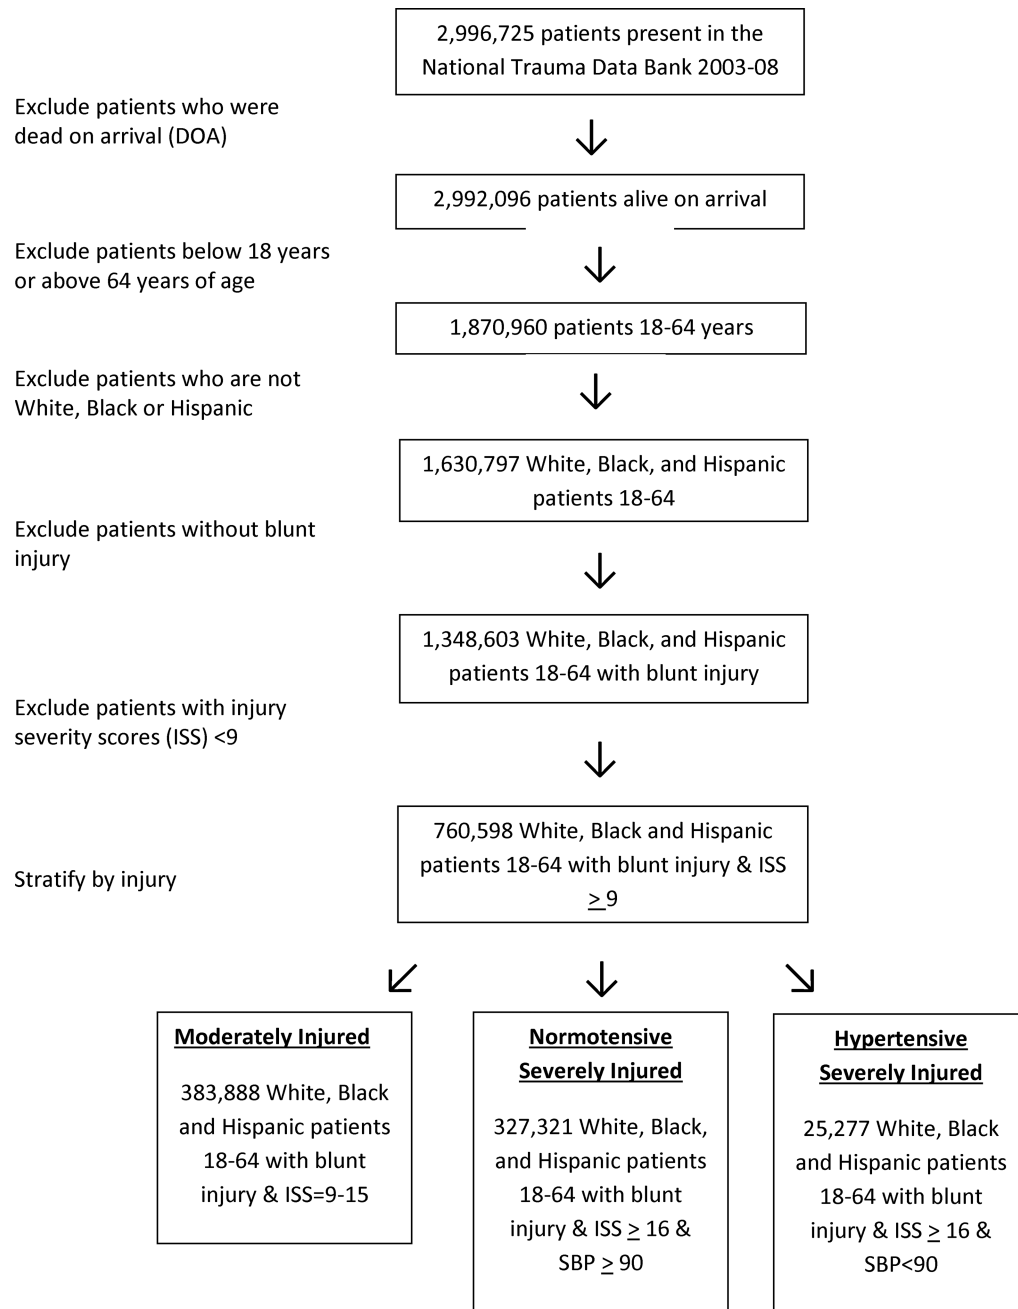 2,996,725 patients present in the
National Trauma Data Bank 2003-08
Exclude patients who were
dead on arrival (DOA)
2,992,096 patients alive on arrival
Exclude patients below 18 years
or above 64 years of age
1,870,960 patients 18-64 years
Exclude patients who are not
White, Black or Hispanic
1,630,797 White, Black, and Hispanic
patients 18-64
Exclude patients without blunt
injury
1,348,603 White, Black, and Hispanic
patients 18-64 with blunt injury
Exclude patients with injury
severity scores (ISS) <9
760,598 White, Black and Hispanic
patients 18-64 with blunt injury & ISS
≥ 9
Stratify by injury
Moderately Injured
383,888 White, Black
and Hispanic patients
18-64 with blunt
injury & ISS=9-15
Normotensive
Severely Injured
327,321 White, Black,
and Hispanic patients
18-64 with blunt
injury & ISS ≥ 16 &
SBP ≥ 90
Hypertensive
Severely Injured
25,277 White, Black
and Hispanic patients
18-64 with blunt
injury & ISS ≥ 16 &
SBP<90